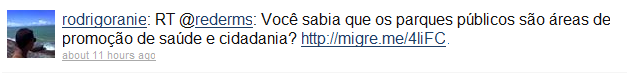 rodrigoranie: RT @rederms: Você sabia que os parques públicos são áreas de
promoção de saúde e cidadania? http://migre.me/4liFC.
about 11 hours ago